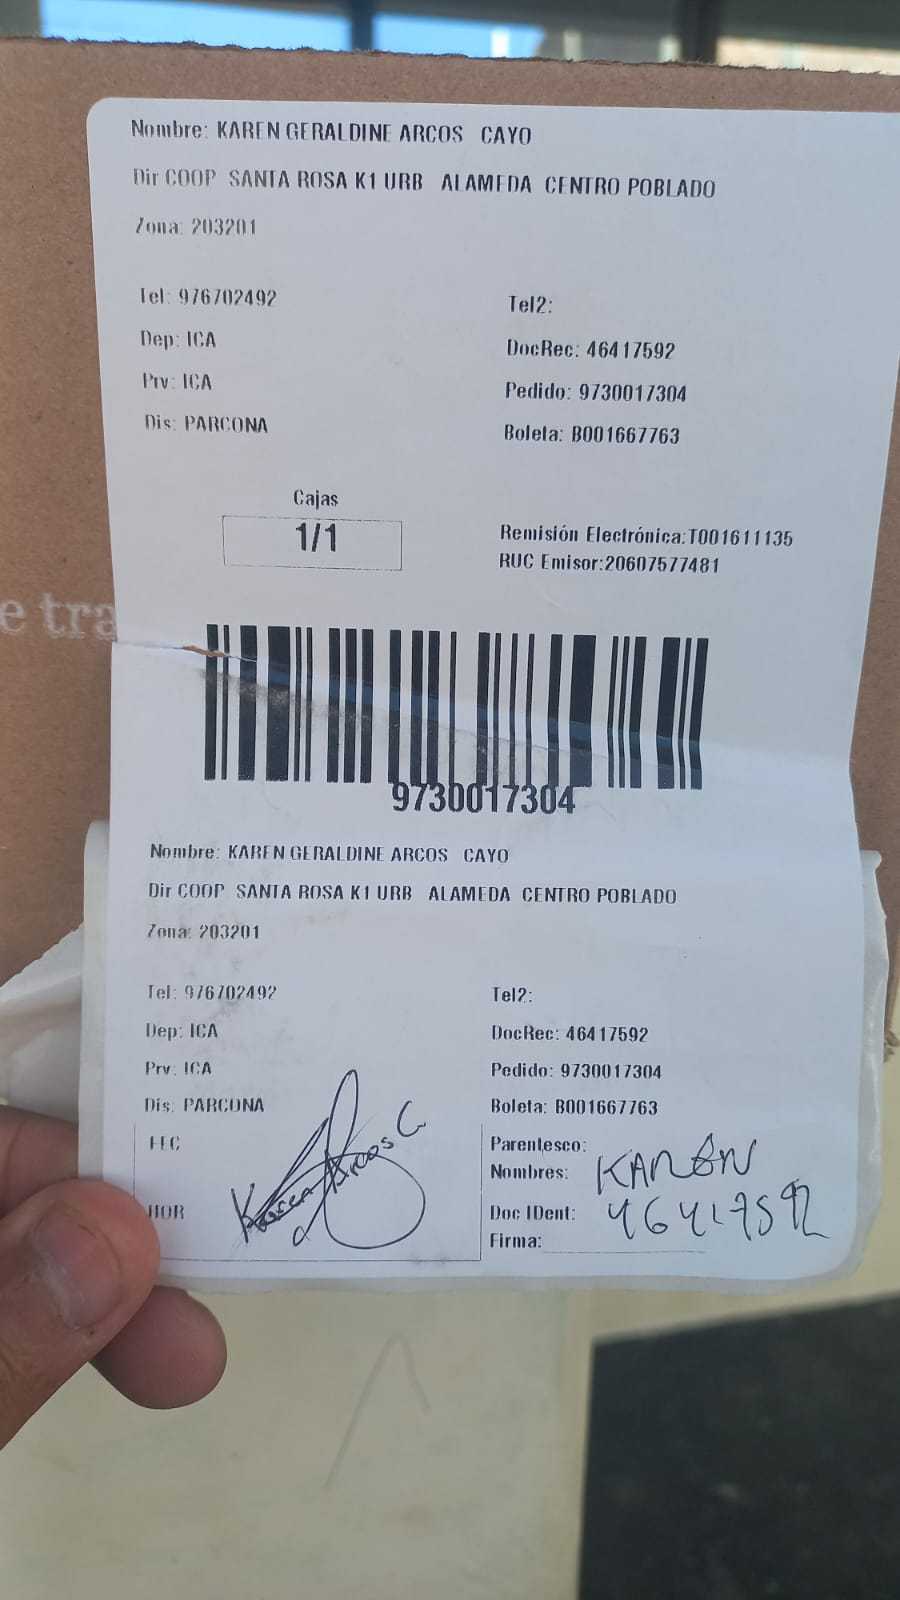 Nombre: KAREN GERALDINE ARCOS CAYO
Dir COOP SANTA ROSA K1 URB ALAMEDA CENTRO POBLADO
Zona: 203201
Tel: 976702492
Tel2:
Dep: ICA
DocRec: 46417592
Prv: ICA
Pedido: 9730017304
Dis: PARCONA
Boleta: B001667763
Cajas
1/1
Remisión Electrónica:T001611135
RUC Emisor:20607577481
e tra
9730017304
Nombre: KAREN GERALDINE ARCOS CAYO
Dir COOP SANTA ROSA K1 URB ALAMEDA CENTRO POBLADO
Zona: 203201
Tel: 976702492
Tel2:
Dep: ICA
DocRec: 46417592
Prv: ICA
Pedido: 9730017304
Dis: PARCONA
Boleta: B001667763
FEC
Parentesco:
Nombres: KAREN
Karen Arcos C
HOR
Doc IDent: 46417592
Firma: